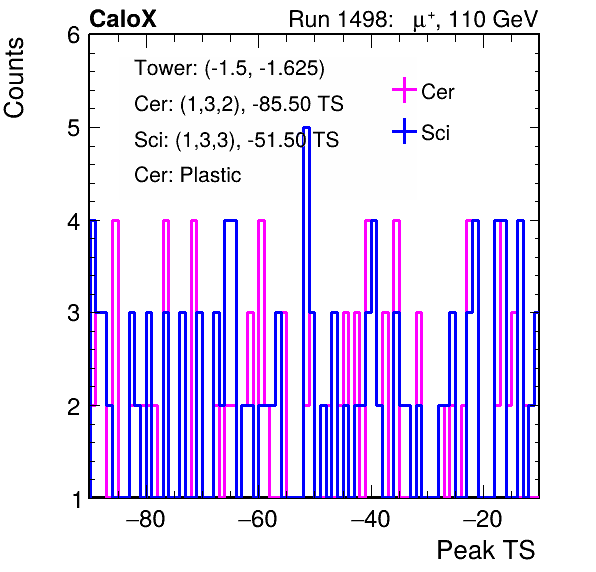 CaloX Run 1498: μ⁺, 110 GeV
Counts
6
5
4
3
2
1
Tower: (-1.5, -1.625)
Cer: (1,3,2), -85.50 TS
Sci: (1,3,3), -51.50 TS
Cer: Plastic
Cer
Sci
−80 −60 −40 −20
Peak TS